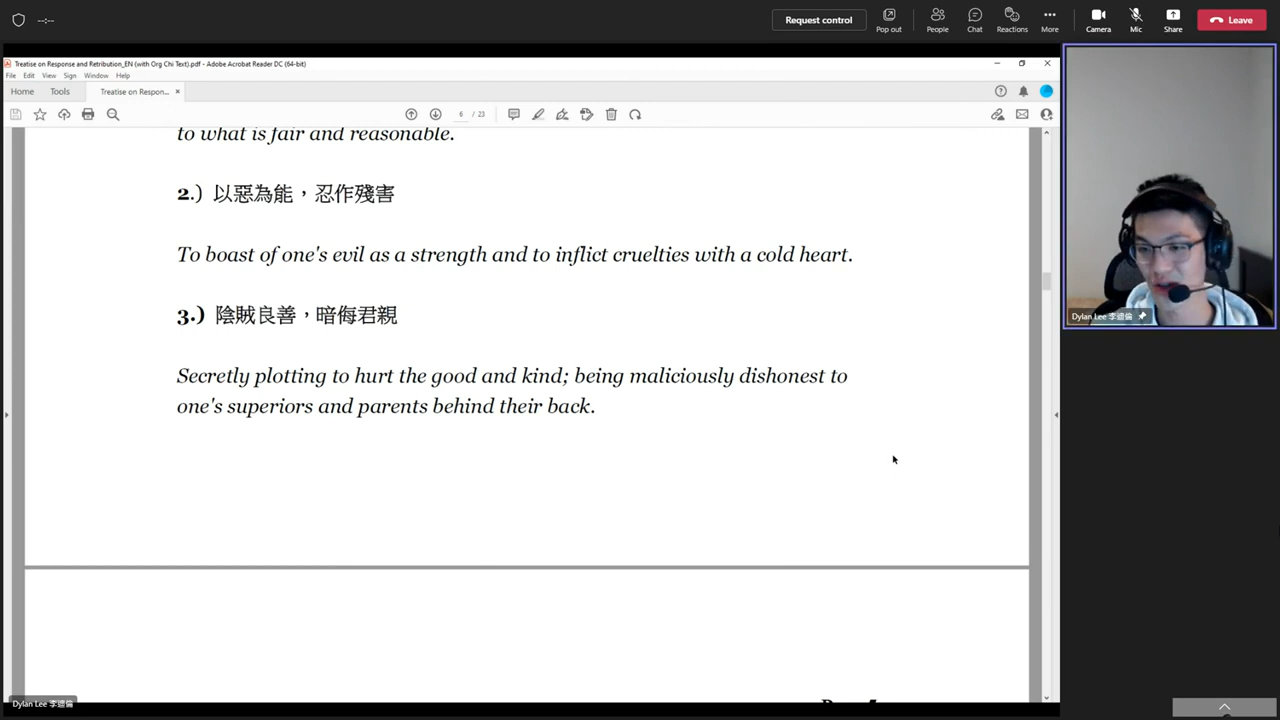 --:--
Request control
Pop out
People
Chat
Reactions
More
Camera
Mic
Share
Leave
Treatise on Response and Retribution_EN (with Org Chi Text).pdf - Adobe Acrobat Reader DC (64-bit)
File Edit View Sign Window Help
Home Tools Treatise on Respon... ×
6 / 23
to what is fair and reasonable.
2.) 以惡為能，忍作殘害
To boast of one's evil as a strength and to inflict cruelties with a cold heart.
3.) 陰賊良善，暗侮君親
Secretly plotting to hurt the good and kind; being maliciously dishonest to
one's superiors and parents behind their back.
Dylan Lee 李迴倫
Dylan Lee 李迴倫